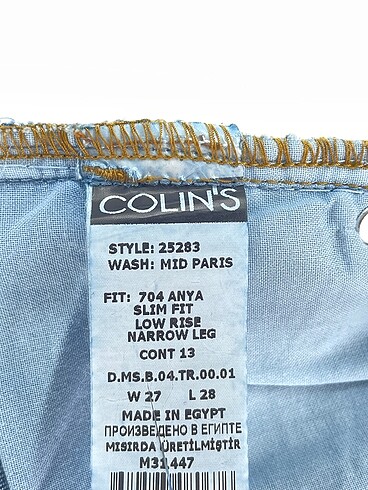 COLIN'S
STYLE: 25283
WASH: MID PARIS
FIT: 704 ANYA
SLIM FIT
LOW RISE
NARROW LEG
CONT 13
D.MS.B.04.TR.00.01
W 27 L 28
MADE IN EGYPT
ПРОИЗВЕДЕНО В ЕГИПТЕ
MISIRDA ÜRETİLMİŞTİR
M31447